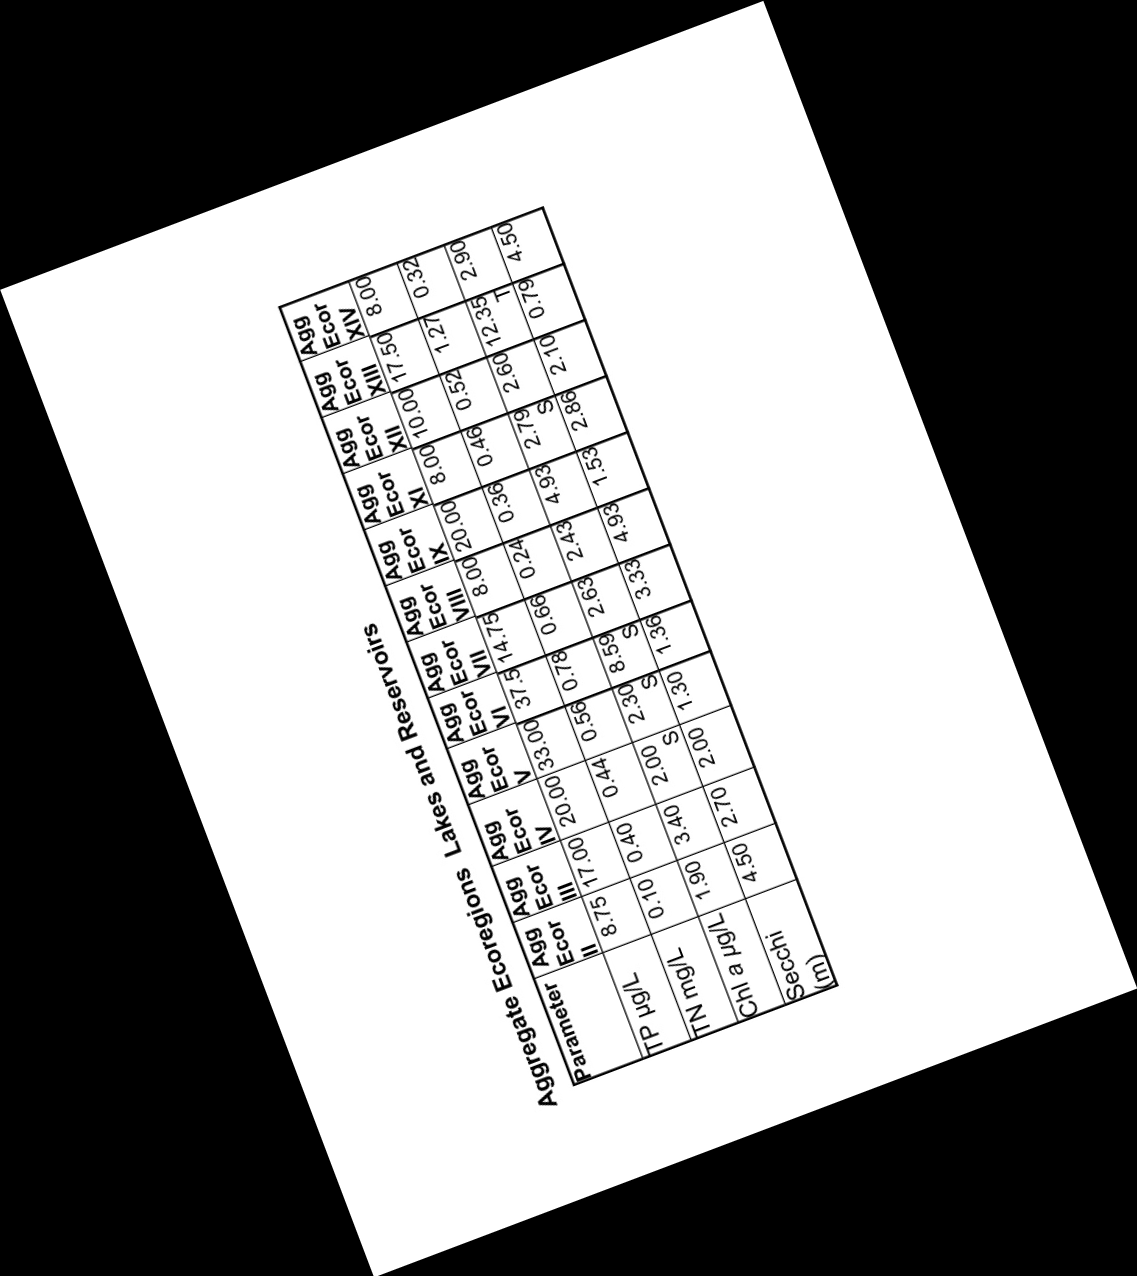 Aggregate Ecoregions Lakes and Reservoirs
Parameter Agg Agg Agg Agg Agg Agg Agg Agg Agg Agg Agg Agg
Ecor Ecor Ecor Ecor Ecor Ecor Ecor Ecor Ecor Ecor Ecor Ecor
II III IV V VI VII VIII IX XI XII XIII XIV
TP µg/L 8.75 17.00 20.00 33.00 37.5 14.75 8.00 20.00 8.00 10.00 17.50 8.00
TN mg/L 0.10 0.40 0.44 0.56 0.78 0.66 0.24 0.36 0.46 0.52 1.27 0.32
Chl a µg/L 1.90 3.40 2.00 2.30 8.59 2.63 2.43 4.93 2.79 2.60 12.35 2.90
S S S S T
Secchi 4.50 2.70 2.00 1.30 1.36 3.33 4.93 1.53 2.86 2.10 0.79 4.50
(m)